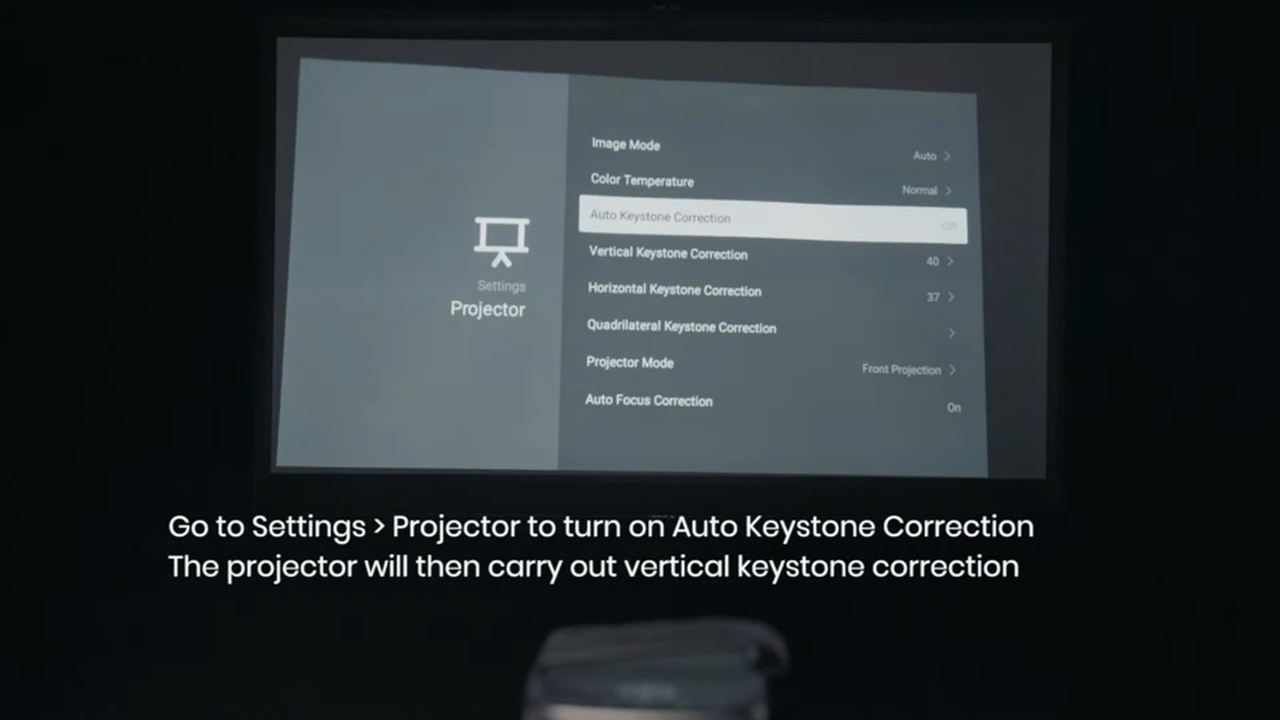 Image Mode
Auto
Color Temperature
Normal
Auto Keystone Correction
Off
Vertical Keystone Correction
40
Horizontal Keystone Correction
37
Quadrilateral Keystone Correction
Projector Mode
Front Projection
Auto Focus Correction
On
Settings
Projector
Go to Settings > Projector to turn on Auto Keystone Correction
The projector will then carry out vertical keystone correction